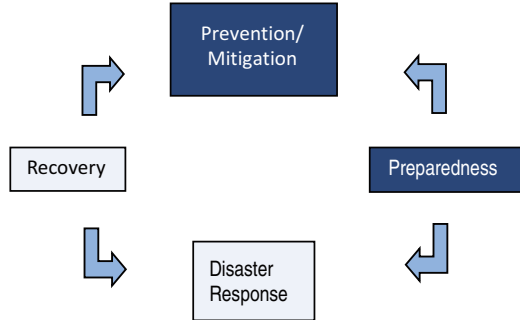 Prevention/
Mitigation
Recovery
Preparedness
Disaster
Response